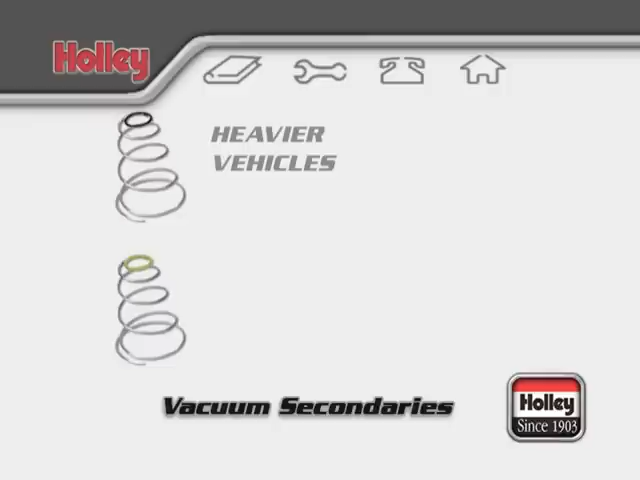 Holley
HEAVIER
VEHICLES
Vacuum Secondaries
Holley
Since 1903